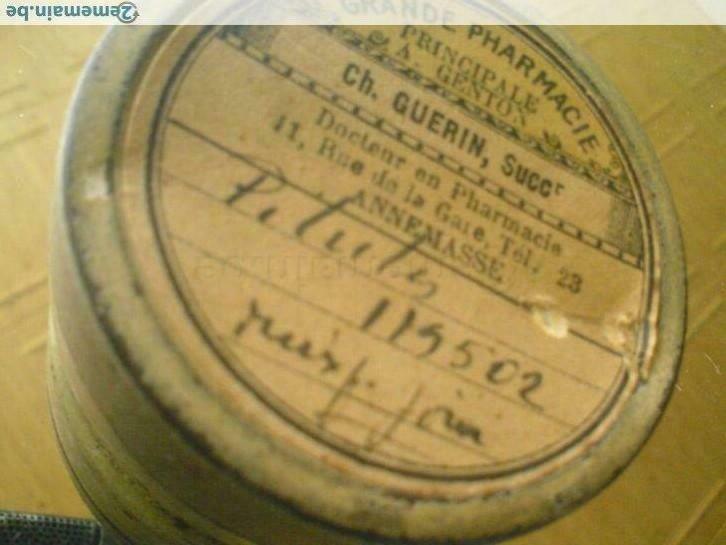 2ememain.be
GRANDE PHARMACIE
PRINCIPALE
A. GENTON
Ch. GUERIN, Succr
Docteur en Pharmacie
41, Rue de la Gare, Tél. 23
ANNEMASSE
Pilules
119502